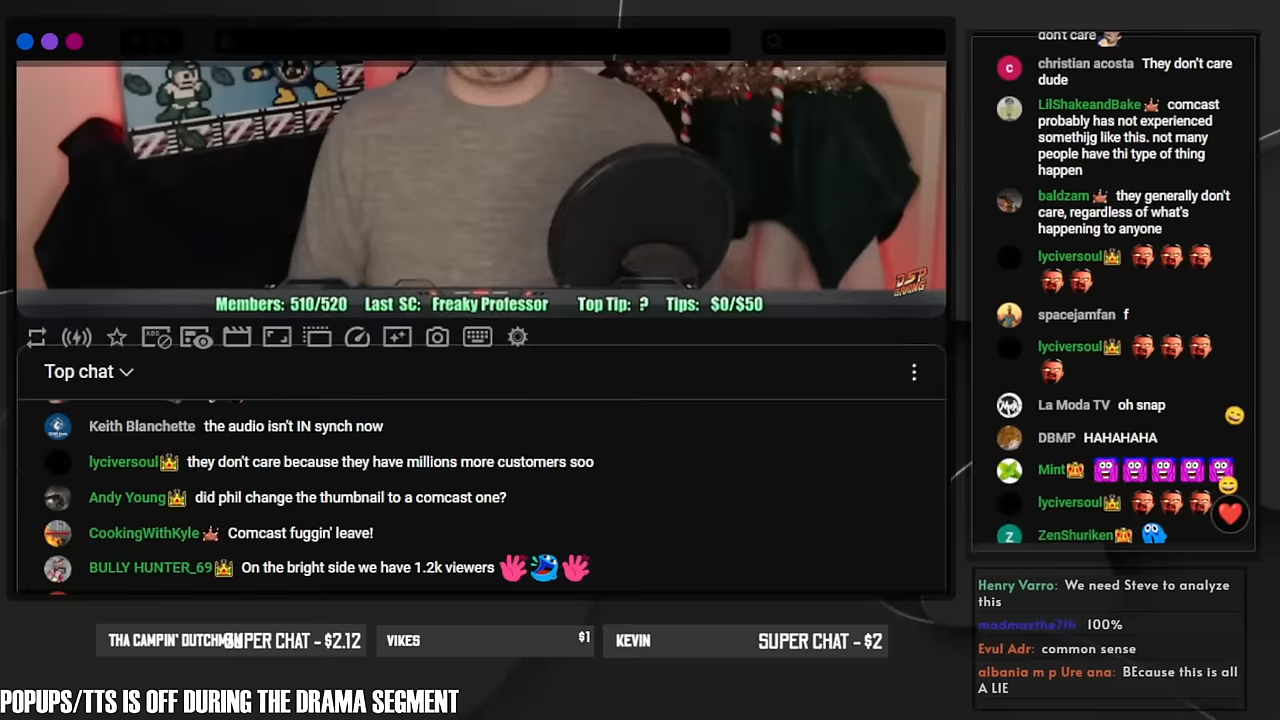 DSP
GAMING
Members: 510/520 Last SC: Freaky Professor Top Tip: ? Tips: $0/$50
Top chat
Keith Blanchette the audio isn't IN synch now
lyciversoul they don't care because they have millions more customers soo
Andy Young did phil change the thumbnail to a comcast one?
CookingWithKyle Comcast fuggin' leave!
BULLY HUNTER_69 On the bright side we have 1.2k viewers
don't care
christian acosta They don't care
dude
LilShakeandBake comcast
probably has not experienced
somethijg like this. not many
people have thi type of thing
happen
baldzam they generally don't
care, regardless of what's
happening to anyone
lyciversoul
spacejamfan f
lyciversoul
La Moda TV oh snap
DBMP HAHAHAHA
Mint
lyciversoul
ZenShuriken
Henry Varro: We need Steve to analyze
this
madmaxthe7th 100%
Evul Adr: common sense
albania m p Ure ana: BEcause this is all
A LIE
THA CAMPIN' DUTCHMAN SUPER CHAT - $2.12
VIKES $1
KEVIN SUPER CHAT - $2
POPUPS/TTS IS OFF DURING THE DRAMA SEGMENT